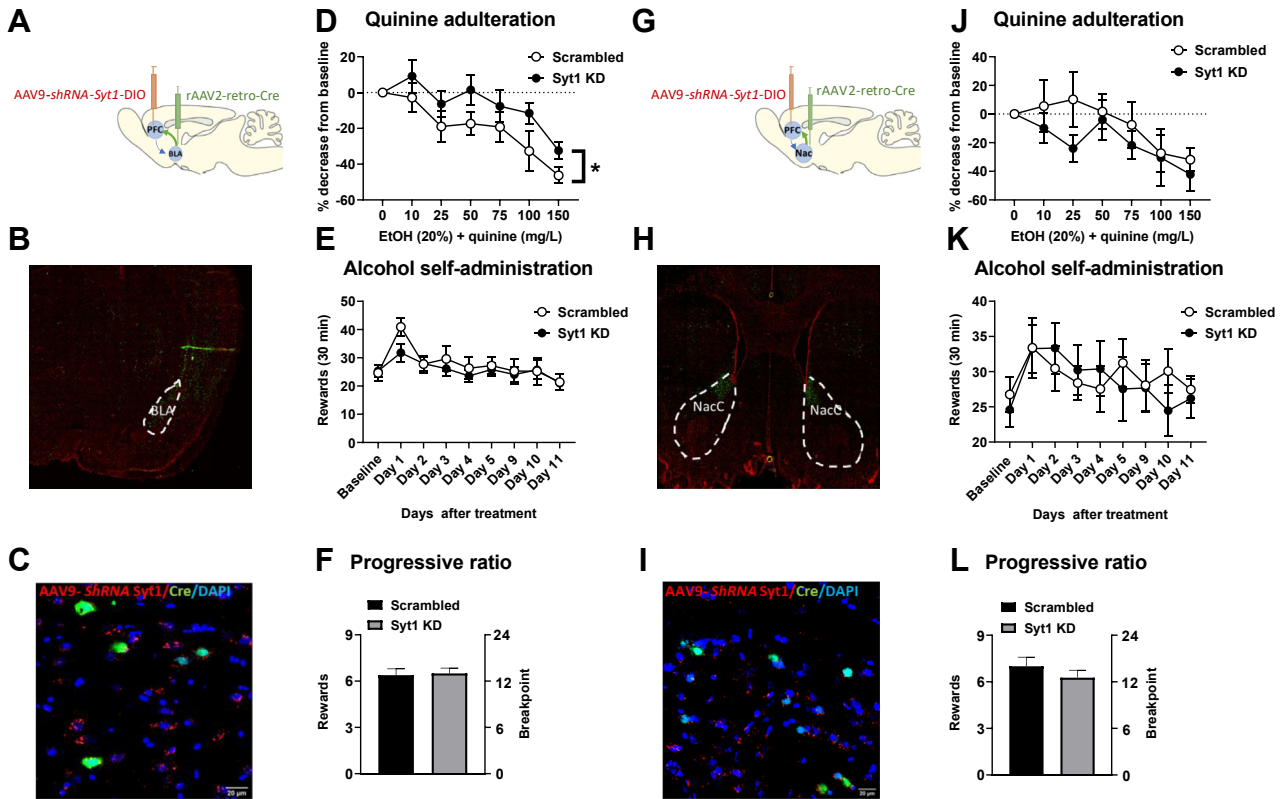 A
AAV9-shRNA-Syt1-DIO
rAAV2-retro-Cre
PFC
BLA
B
BLA
C
AAV9- ShRNA Syt1/Cre/DAPI
20 µm
D Quinine adulteration
% decrease from baseline
20
0
-20
-40
-60
Scrambled
Syt1 KD
*
0 10 25 50 75 100 150
EtOH (20%) + quinine (mg/L)
E
Alcohol self-administration
Rewards (30 min)
50
40
30
20
10
0
Scrambled
Syt1 KD
Baseline Day 1 Day 2 Day 3 Day 4 Day 5 Day 9 Day 10 Day 11
Days after treatment
F Progressive ratio
Scrambled
Syt1 KD
Rewards
9
6
3
0
24
18
12
6
0
Breakpoint
G
AAV9-shRNA-Syt1-DIO
rAAV2-retro-Cre
PFC
Nac
H
NacC
NacC
I
AAV9- ShRNA Syt1/Cre/DAPI
20 µm
J Quinine adulteration
% decrease from baseline
40
20
0
-20
-40
-60
Scrambled
Syt1 KD
0 10 25 50 75 100 150
EtOH (20%) + quinine (mg/L)
K
Alcohol self-administration
Rewards (30 min)
40
35
30
25
20
Scrambled
Syt1 KD
Baseline Day 1 Day 2 Day 3 Day 4 Day 5 Day 9 Day 10 Day 11
Days after treatment
L Progressive ratio
Scrambled
Syt1 KD
Rewards
9
6
3
0
24
18
12
6
0
Breakpoint